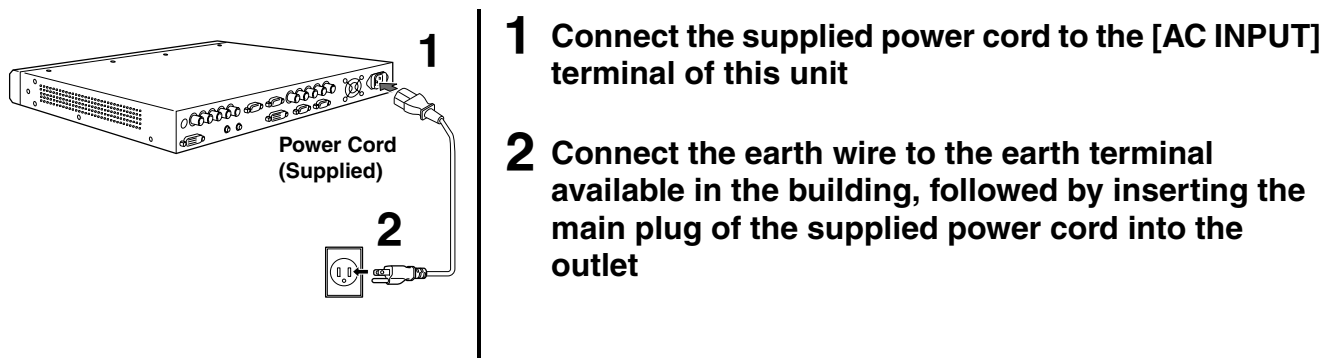 1
Power Cord
(Supplied)
2
1 Connect the supplied power cord to the [AC INPUT]
terminal of this unit
2 Connect the earth wire to the earth terminal
available in the building, followed by inserting the
main plug of the supplied power cord into the
outlet